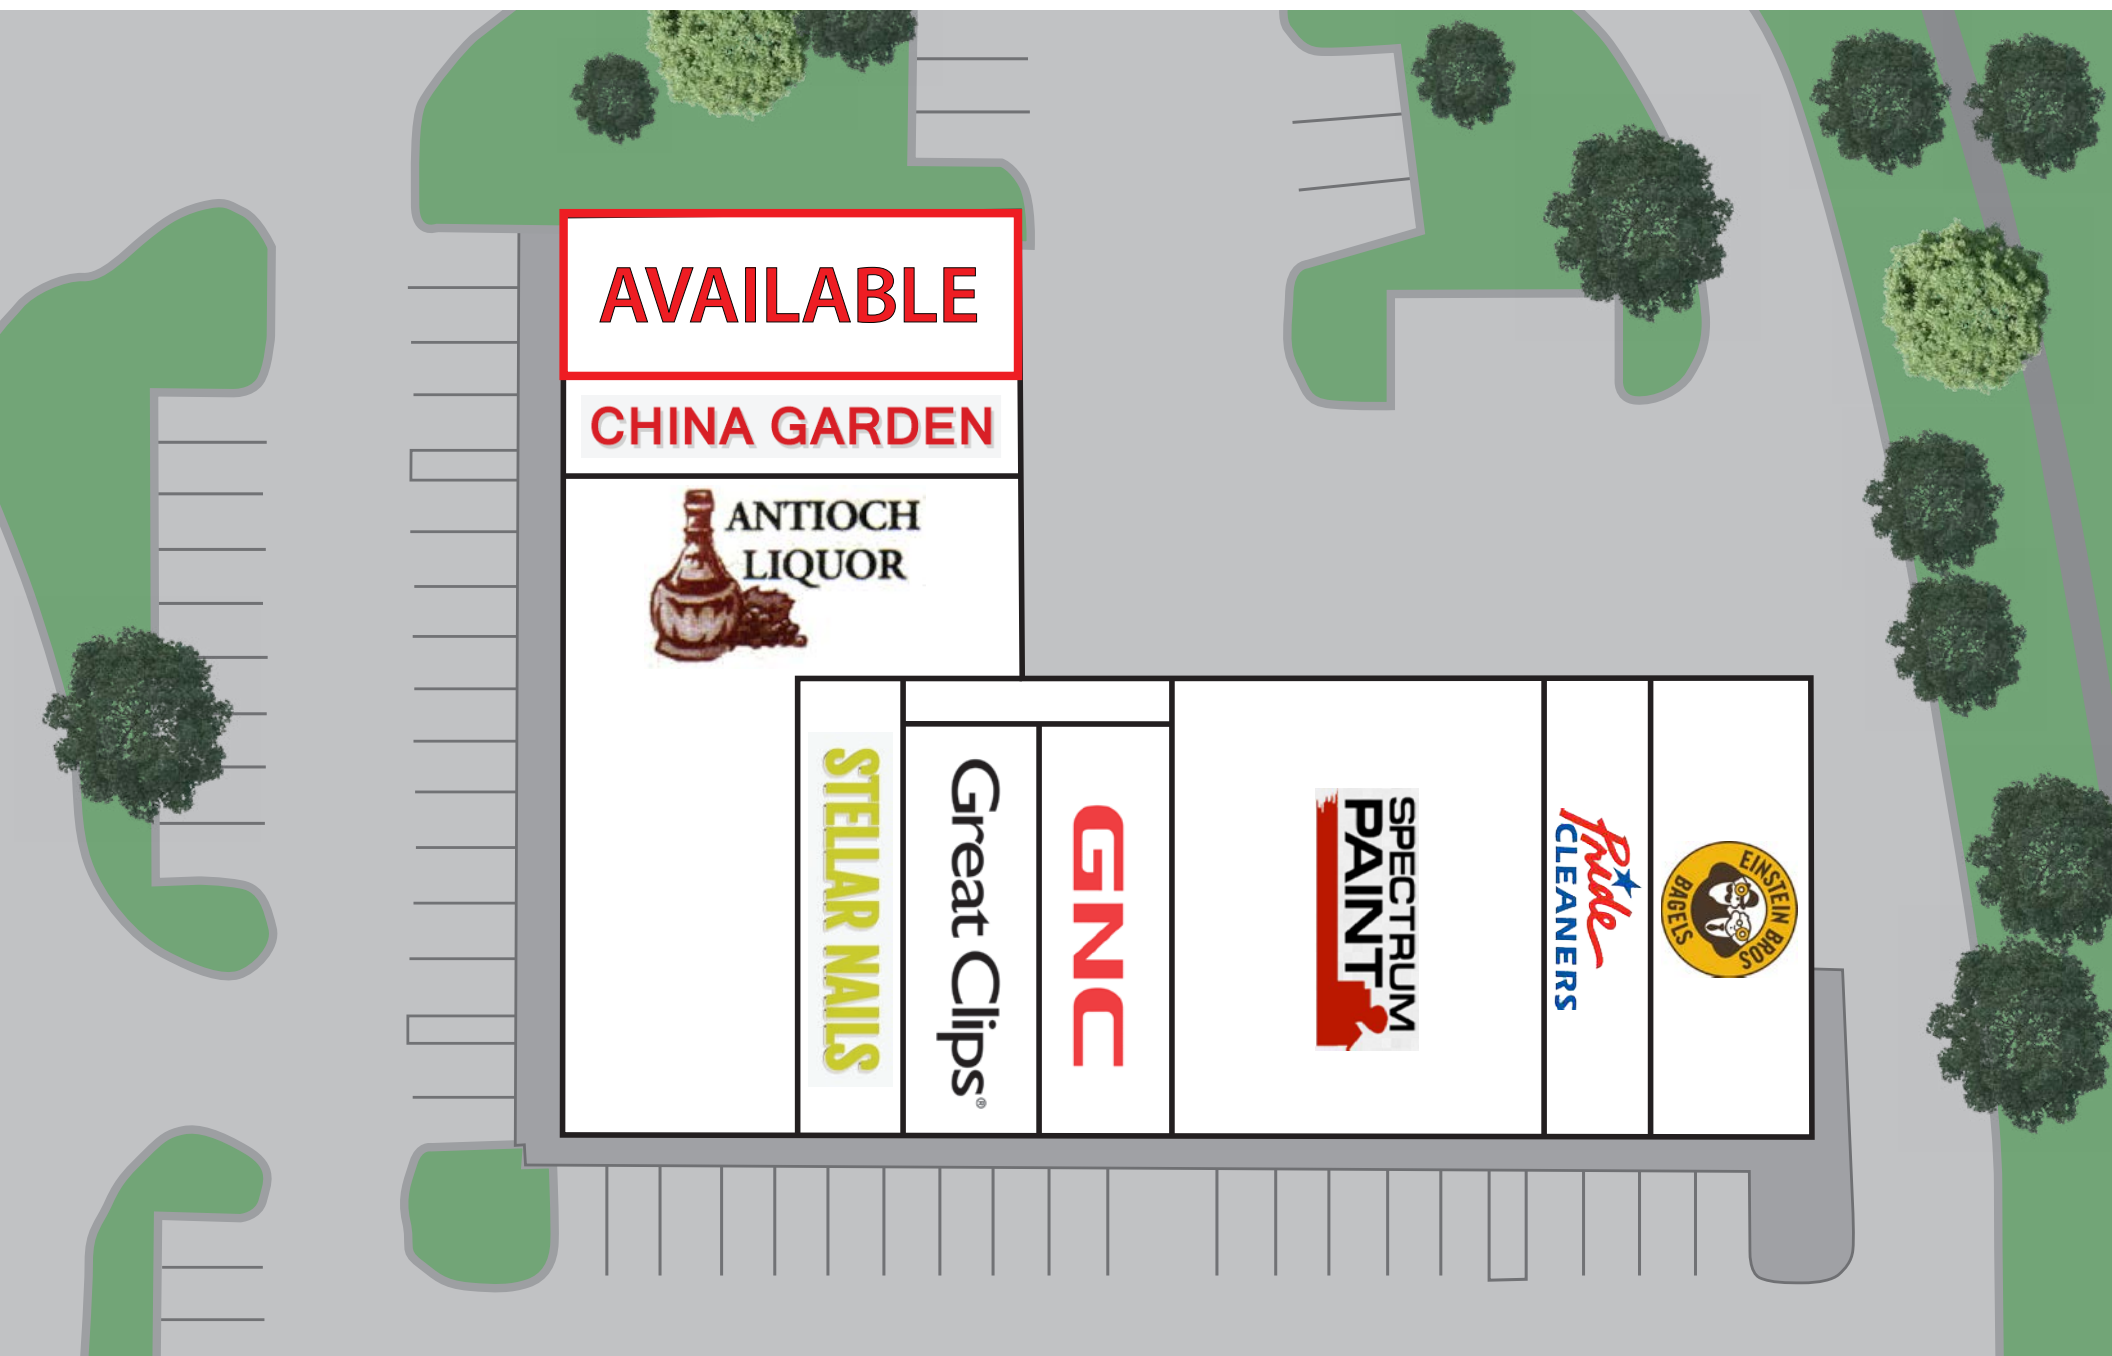 AVAILABLE
CHINA GARDEN
ANTIOCH
LIQUOR
STELLAR NAILS
Great Clips®
GNC
SPECTRUM
PAINT
Pride
CLEANERS
EINSTEIN BROS
BAGELS